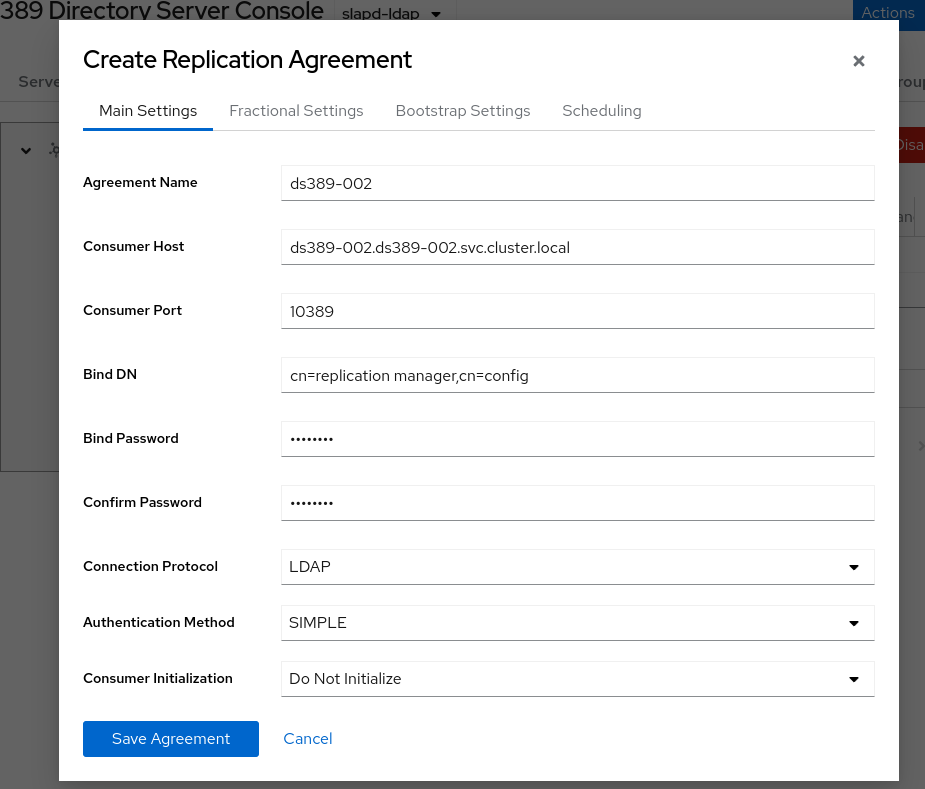 389 Directory Server Console slapd-ldap Actions
Create Replication Agreement
Main Settings Fractional Settings Bootstrap Settings Scheduling
Agreement Name ds389-002
Consumer Host ds389-002.ds389-002.svc.cluster.local
Consumer Port 10389
Bind DN cn=replication manager,cn=config
Bind Password ••••••••
Confirm Password ••••••••
Connection Protocol LDAP
Authentication Method SIMPLE
Consumer Initialization Do Not Initialize
Save Agreement Cancel